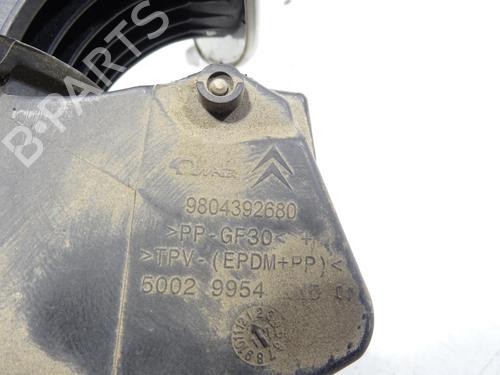 B-PARTS
9804392680
>PP-GF30< +
>TPV-(EPDM+PP)<
5002 9954